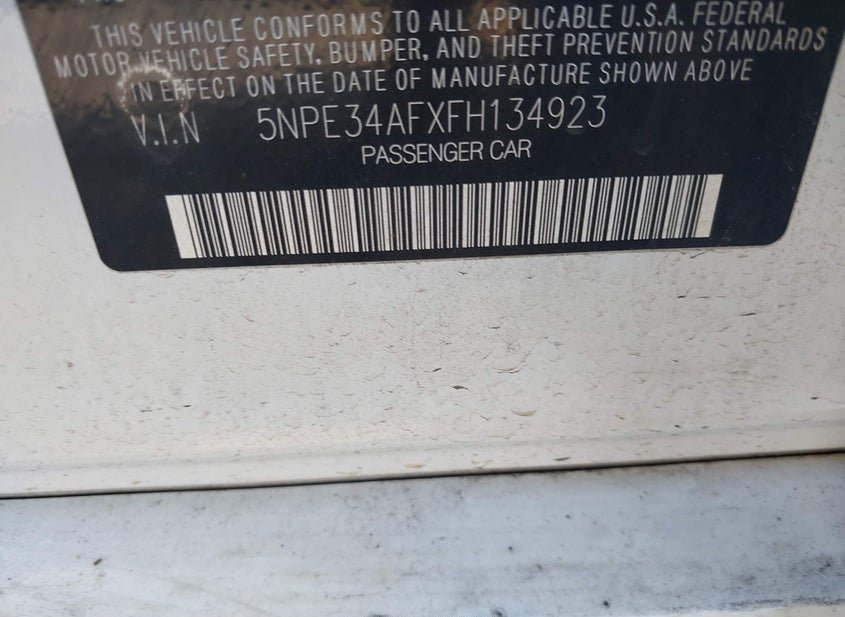 THIS VEHICLE CONFORMS TO ALL APPLICABLE U.S.A. FEDERAL
MOTOR VEHICLE SAFETY, BUMPER, AND THEFT PREVENTION STANDARDS
IN EFFECT ON THE DATE OF MANUFACTURE SHOWN ABOVE
V.I.N 5NPE34AFXFH134923
PASSENGER CAR